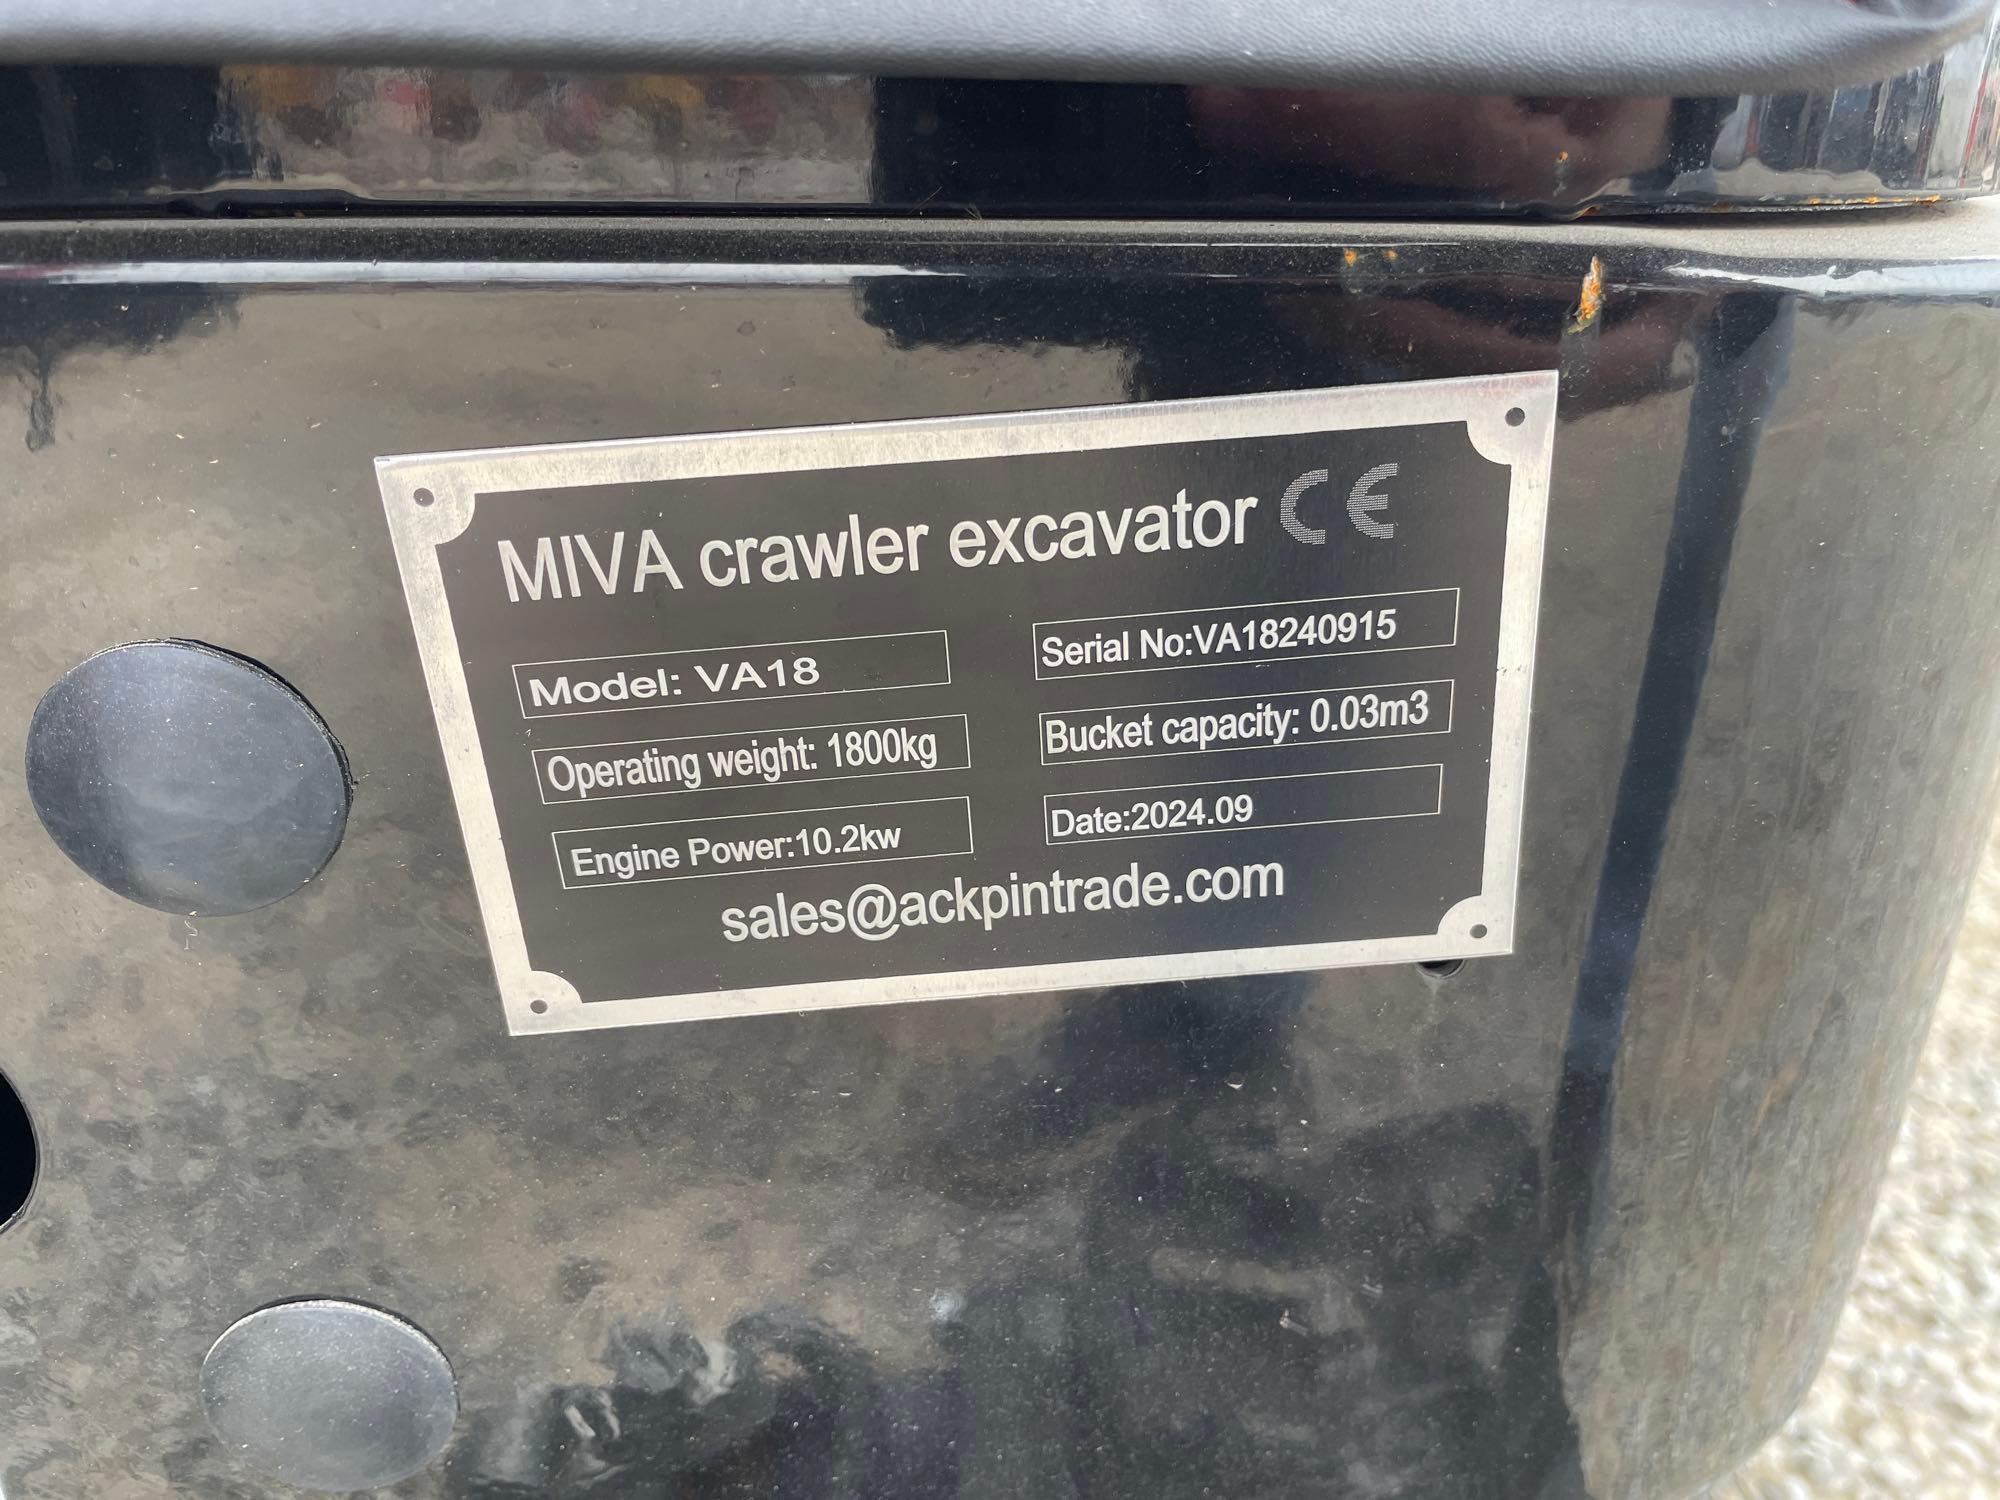 MIVA crawler excavator CE
Model: VA18
Serial No:VA18240915
Operating weight: 1800kg
Bucket capacity: 0.03m3
Engine Power:10.2kw
Date:2024.09
sales@ackpintrade.com